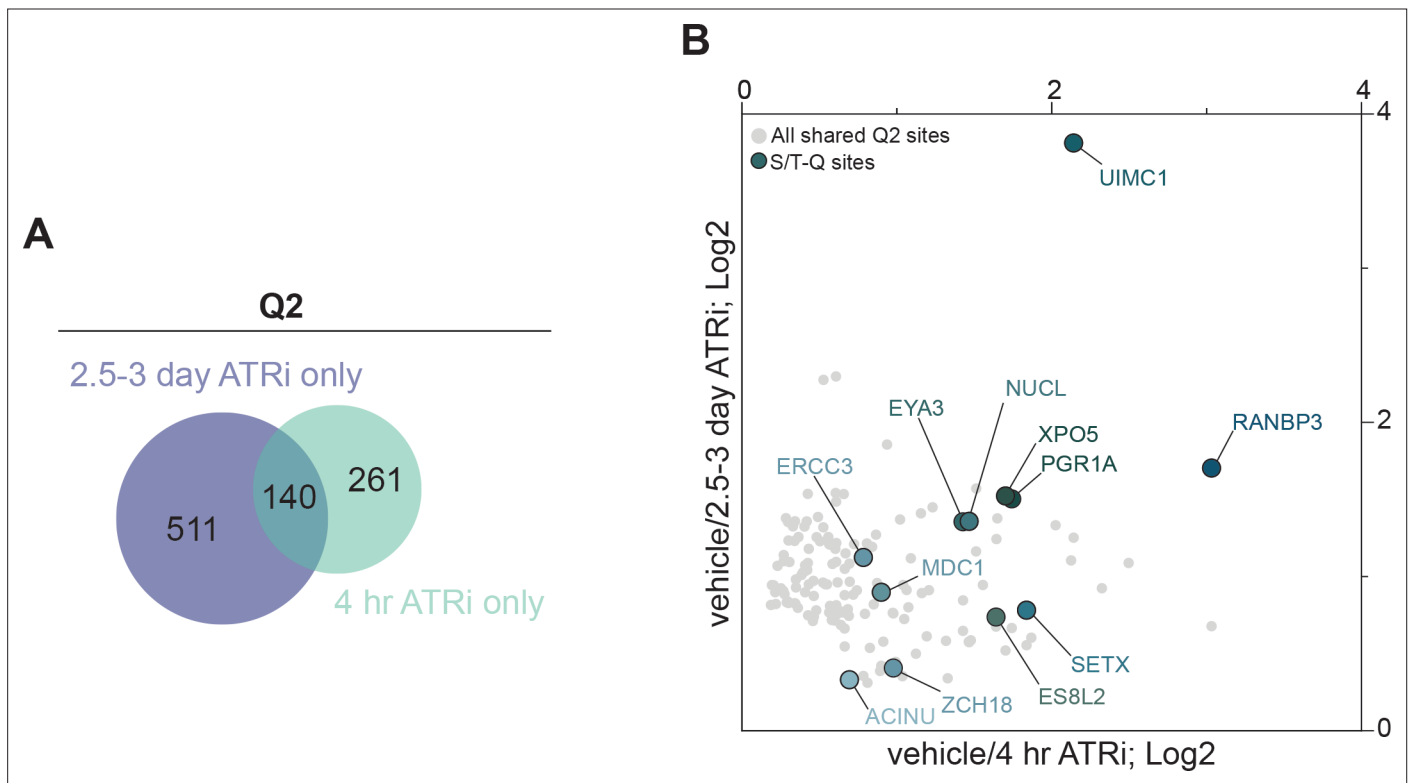 A
Q2
2.5-3 day ATRi only
511
140
261
4 hr ATRi only
B
0
2
4
4
2
0
All shared Q2 sites
S/T-Q sites
UIMC1
NUCL
EYA3
XPO5
PGR1A
RANBP3
ERCC3
MDC1
SETX
ES8L2
ZCH18
ACINU
vehicle/2.5-3 day ATRi; Log2
vehicle/4 hr ATRi; Log2